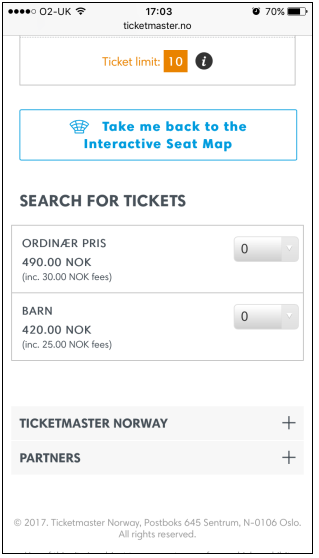 O2-UK 17:03 70%
ticketmaster.no
Ticket limit: 10 i
Take me back to the
Interactive Seat Map
SEARCH FOR TICKETS
ORDINÆR PRIS
490.00 NOK
(inc. 30.00 NOK fees)
0
BARN
420.00 NOK
(inc. 25.00 NOK fees)
0
TICKETMASTER NORWAY +
PARTNERS +
© 2017. Ticketmaster Norway, Postboks 645 Sentrum, N-0106 Oslo.
All rights reserved.